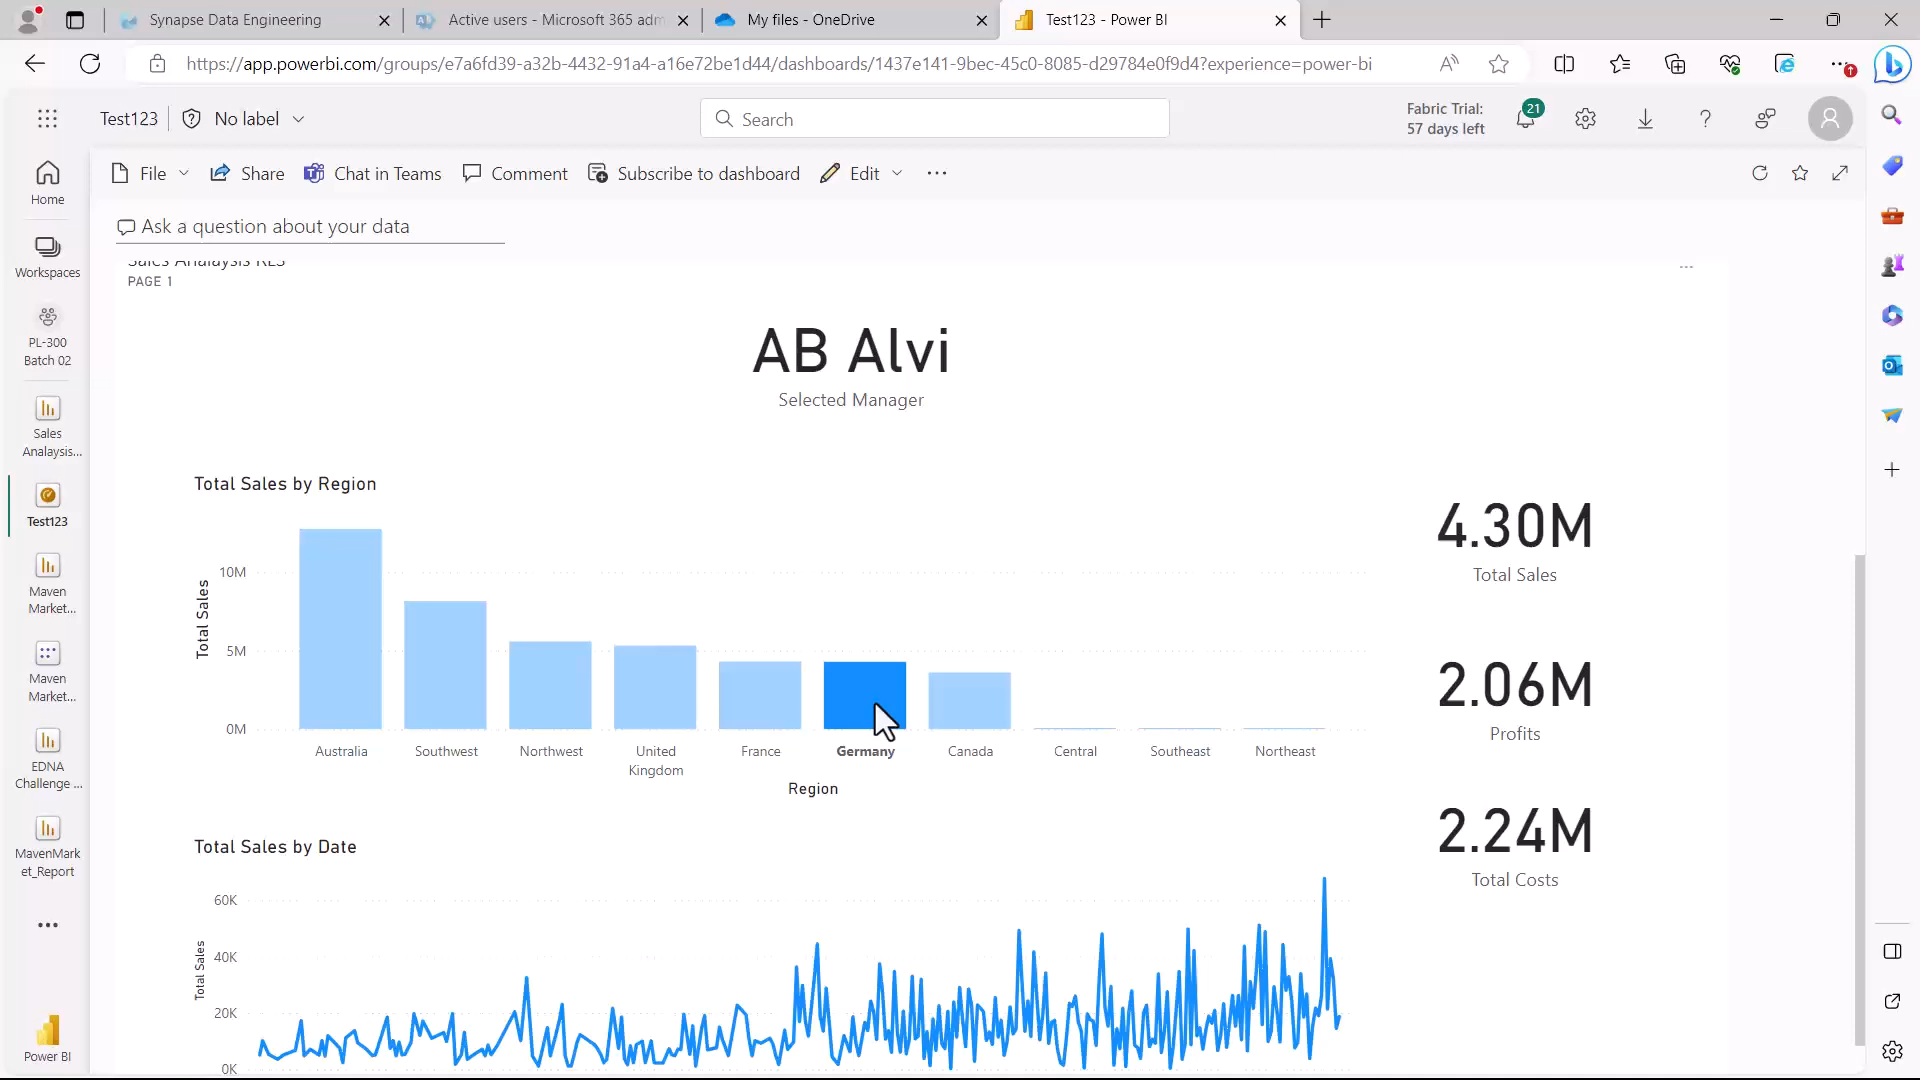 Synapse Data Engineering
Active users - Microsoft 365 adm
My files - OneDrive
Test123 - Power BI
https://app.powerbi.com/groups/e7a6fd39-a32b-4432-91a4-a16e72be1d44/dashboards/1437e141-9bec-45c0-8085-d29784e0f9d4?experience=power-bi
Test123
No label
Search
Fabric Trial:
57 days left
21
File
Share
Chat in Teams
Comment
Subscribe to dashboard
Edit
Home
Workspaces
PL-300
Batch 02
Sales
Analaysis...
Test123
Maven
Market...
Maven
Market...
EDNA
Challenge ...
MavenMark
et_Report
Power BI
Ask a question about your data
Sales Analaysis RLS
PAGE 1
AB Alvi
Selected Manager
Total Sales by Region
Total Sales
10M
5M
0M
Australia
Southwest
Northwest
United
Kingdom
France
Germany
Canada
Central
Southeast
Northeast
Region
4.30M
Total Sales
2.06M
Profits
2.24M
Total Costs
Total Sales by Date
Total Sales
60K
40K
20K
0K